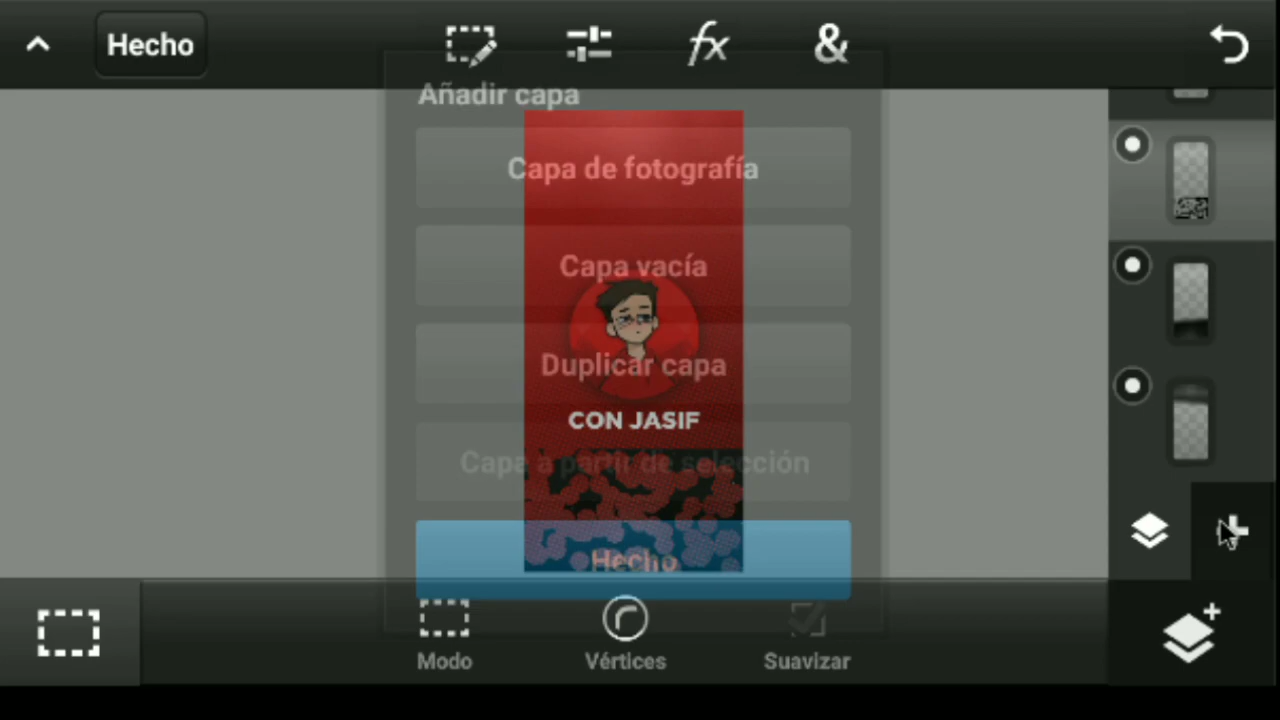 Hecho
fx
&
Añadir capa
Capa de fotografía
Capa vacía
Duplicar capa
CON JASIF
Capa a partir de selección
Hecho
Modo
Vértices
Suavizar